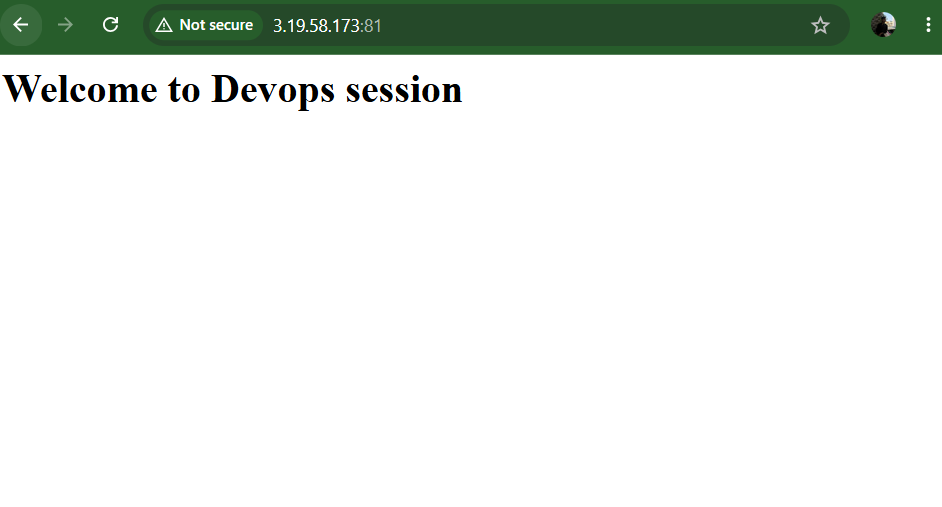 Not secure 3.19.58.173:81
Welcome to Devops session